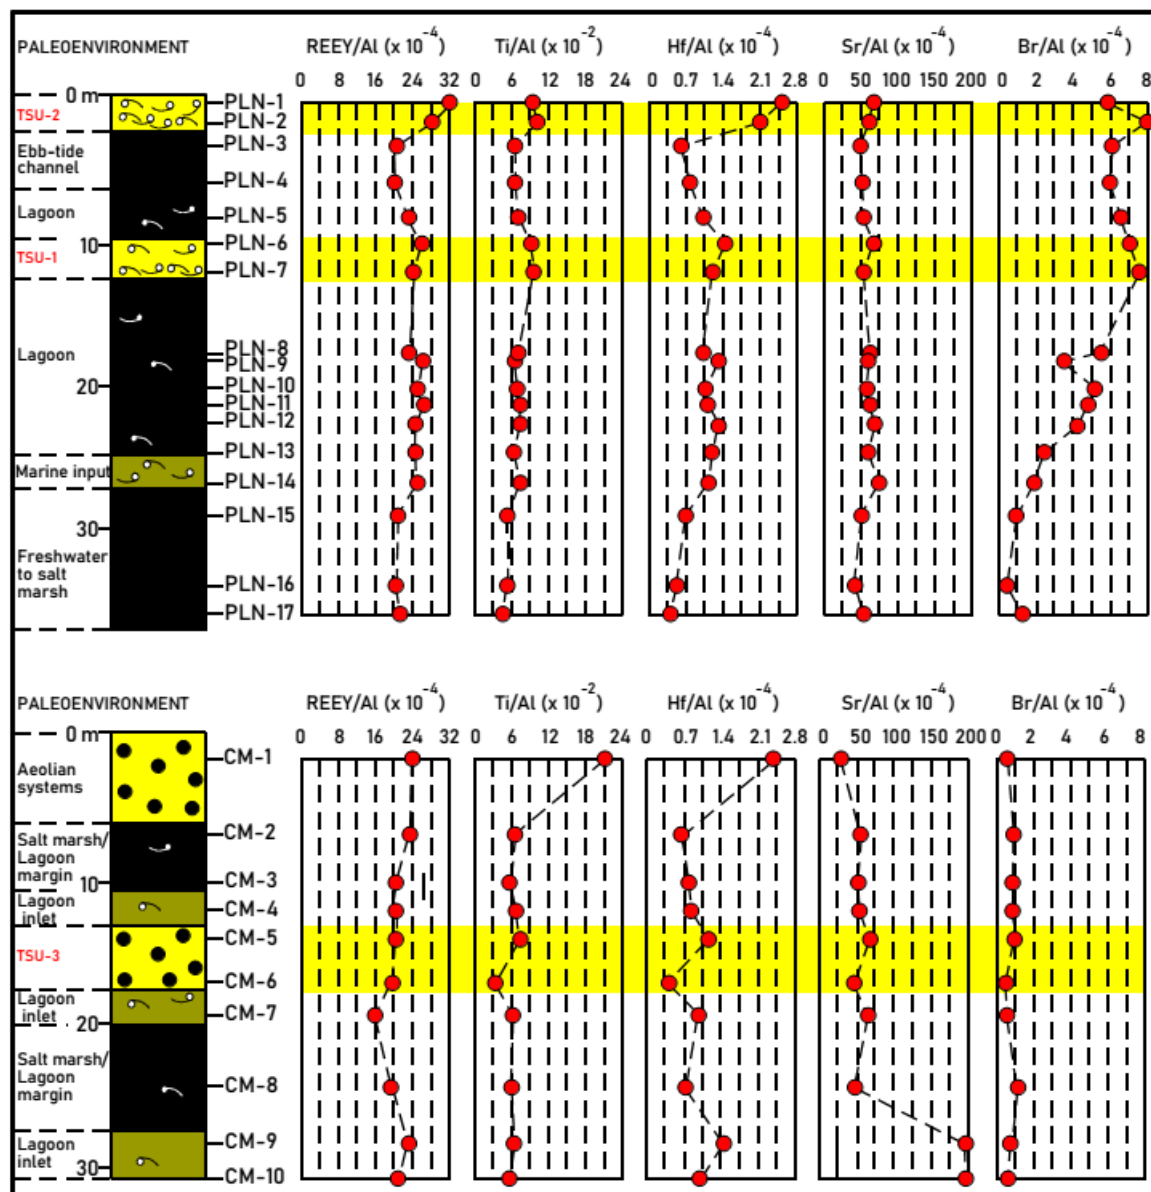 PALEOENVIRONMENT REEY/Al (x 10-4) Ti/Al (x 10-2) Hf/Al (x 10-4) Sr/Al (x 10-4) Br/Al (x 10-4)
0 8 16 24 32 0 6 12 18 24 0 0.7 1.4 2.1 2.8 0 50 100 150 200 0 2 4 6 8
0 m
PLN-1
TSU-2
PLN-2
PLN-3
Ebb-tide
channel
PLN-4
Lagoon
PLN-5
10
PLN-6
TSU-1
PLN-7
PLN-8
Lagoon
PLN-9
20
PLN-10
PLN-11
PLN-12
PLN-13
Marine input
PLN-14
PLN-15
30
Freshwater
to salt
marsh
PLN-16
PLN-17
PALEOENVIRONMENT REEY/Al (x 10-4) Ti/Al (x 10-2) Hf/Al (x 10-4) Sr/Al (x 10-4) Br/Al (x 10-4)
0 m
0 8 16 24 32 0 6 12 18 24 0 0.7 1.4 2.1 2.8 0 50 100 150 200 0 2 4 6 8
CM-1
Aeolian
systems
CM-2
Salt marsh/
Lagoon
margin
10
CM-3
Lagoon
inlet
CM-4
CM-5
TSU-3
CM-6
Lagoon
inlet
CM-7
20
Salt marsh/
Lagoon
margin
CM-8
CM-9
Lagoon
inlet
30
CM-10